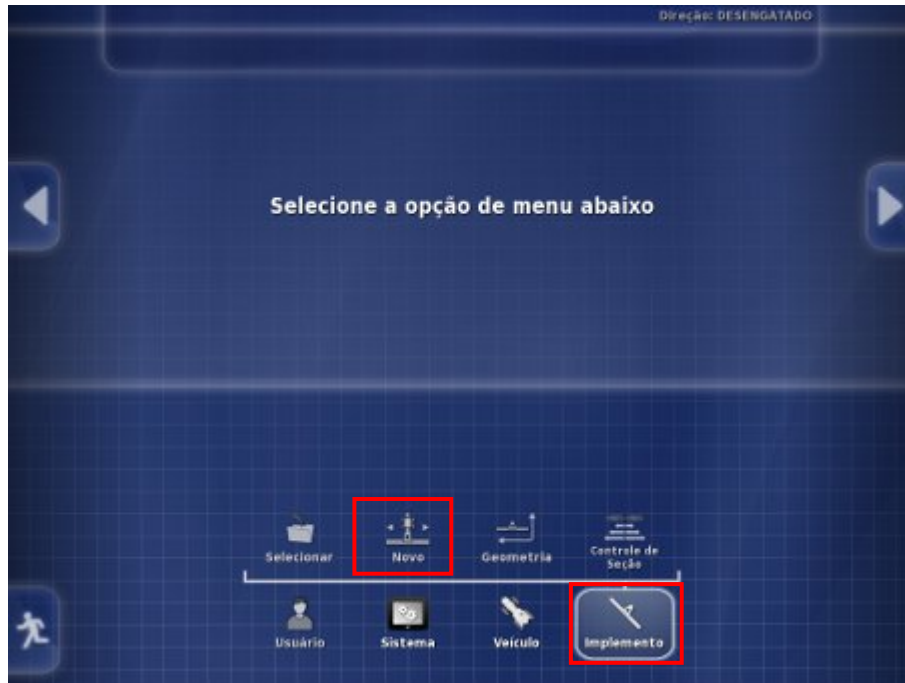 Direção: DESENGATADO
Selecione a opção de menu abaixo
Selecionar
Novo
Geometria
Controle de
Seção
Usuário
Sistema
Veículo
Implemento